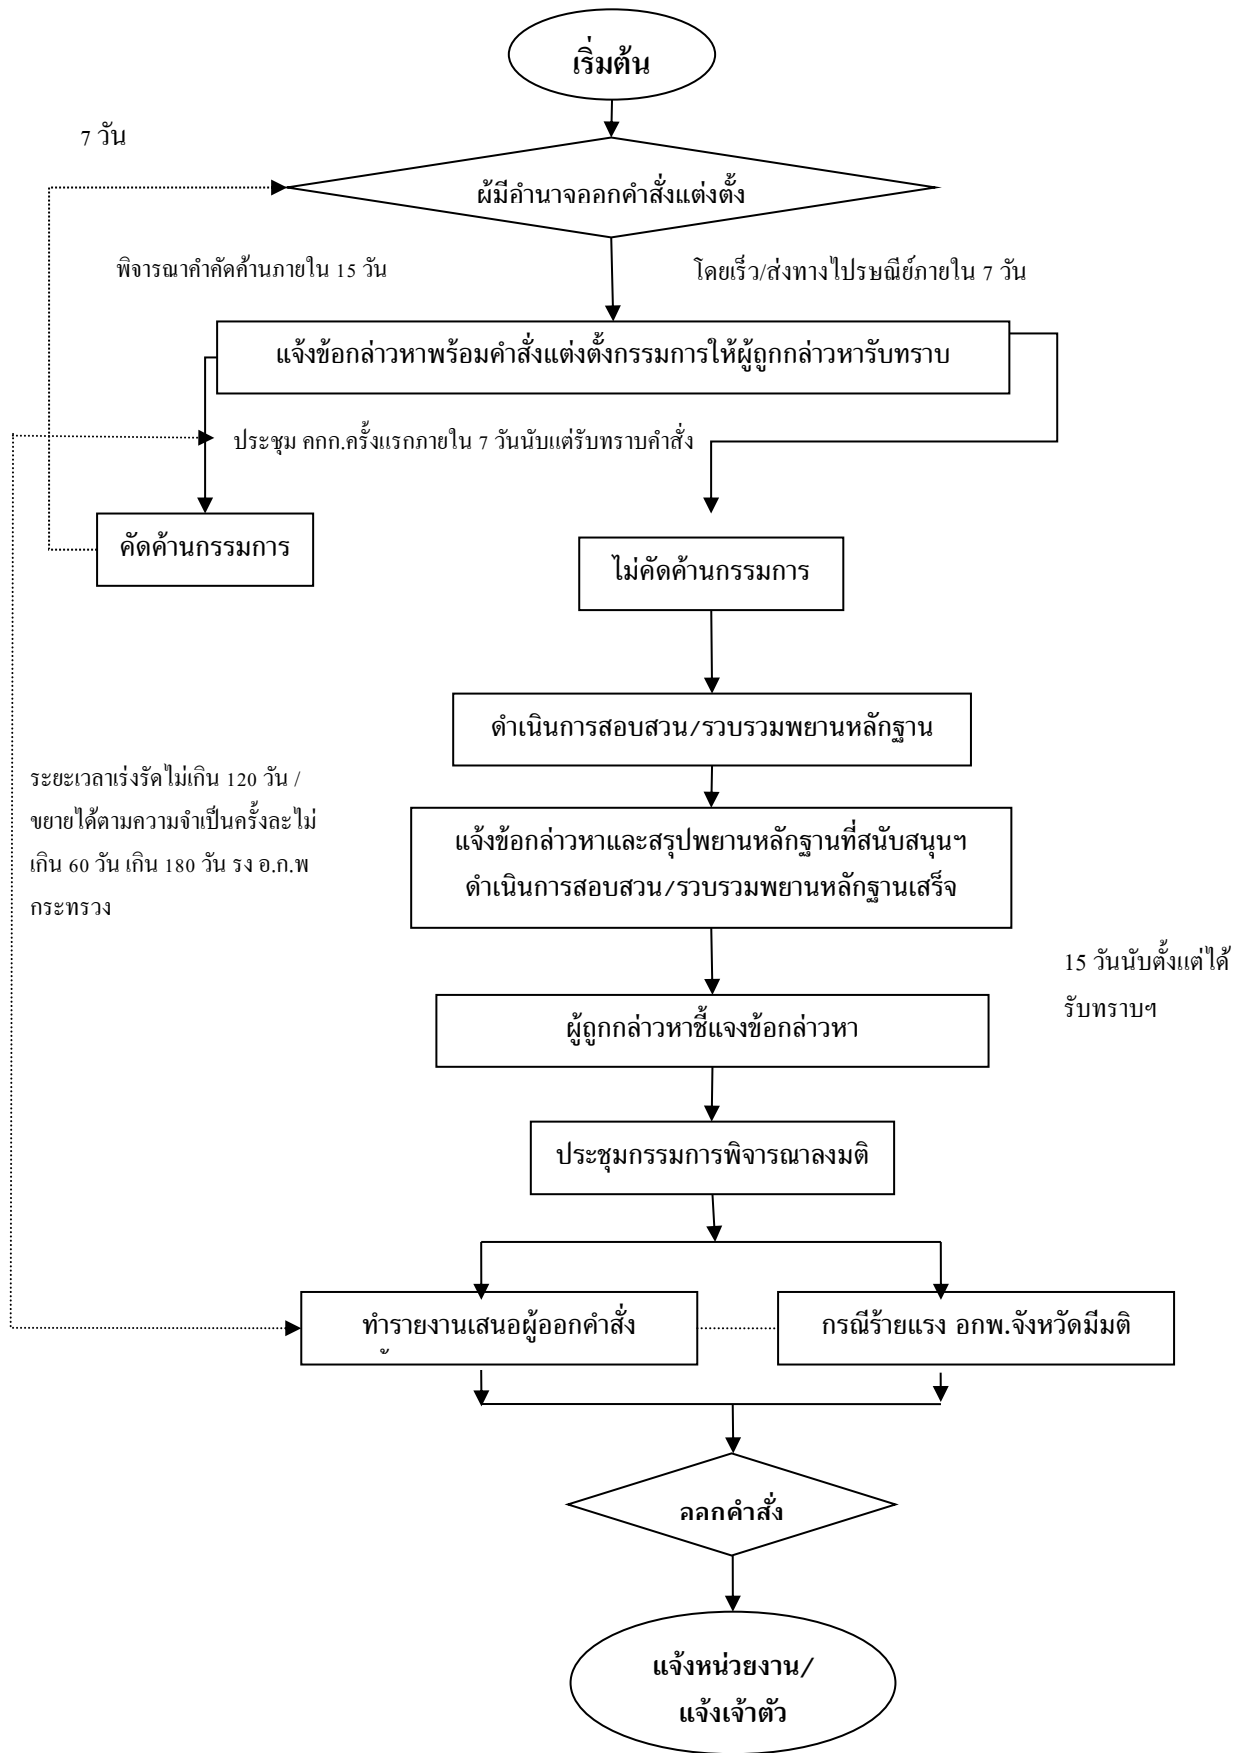 เริ่มต้น
7 วัน
ผ้มีอำนาจออกคำสั่งแต่งตั้ง
พิจารณาคำคัดค้านภายใน 15 วัน
โดยเร็ว/ส่งทางไปรษณีย์ภายใน 7 วัน
แจ้งข้อกล่าวหาพร้อมคำสั่งแต่งตั้งกรรมการให้ผู้ถูกกล่าวหารับทราบ
ประชุม คกก.ครั้งแรกภายใน 7 วันนับแต่รับทราบคำสั่ง
คัดค้านกรรมการ
ไม่คัดค้านกรรมการ
ดำเนินการสอบสวน/รวบรวมพยานหลักฐาน
ระยะเวลาเร่งรัดไม่เกิน 120 วัน /
ขยายได้ตามความจำเป็นครั้งละไม่
เกิน 60 วัน เกิน 180 วัน รง อ.ก.พ
กระทรวง
แจ้งข้อกล่าวหาและสรุปพยานหลักฐานที่สนับสนุนฯ
ดำเนินการสอบสวน/รวบรวมพยานหลักฐานเสร็จ
15 วันนับตั้งแต่ได้
รับทราบฯ
ผู้ถูกกล่าวหาชี้แจงข้อกล่าวหา
ประชุมกรรมการพิจารณาลงมติ
ทำรายงานเสนอผู้ออกคำสั่ง
กรณีร้ายแรง อกพ.จังหวัดมีมติ
ออกคำสั่ง
แจ้งหน่วยงาน/
แจ้งเจ้าตัว